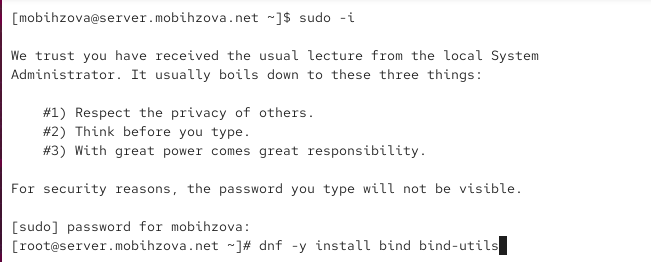 [mobihzova@server.mobihzova.net ~]$ sudo -i
We trust you have received the usual lecture from the local System
Administrator. It usually boils down to these three things:
#1) Respect the privacy of others.
#2) Think before you type.
#3) With great power comes great responsibility.
For security reasons, the password you type will not be visible.
[sudo] password for mobihzova:
[root@server.mobihzova.net ~]# dnf -y install bind bind-utils